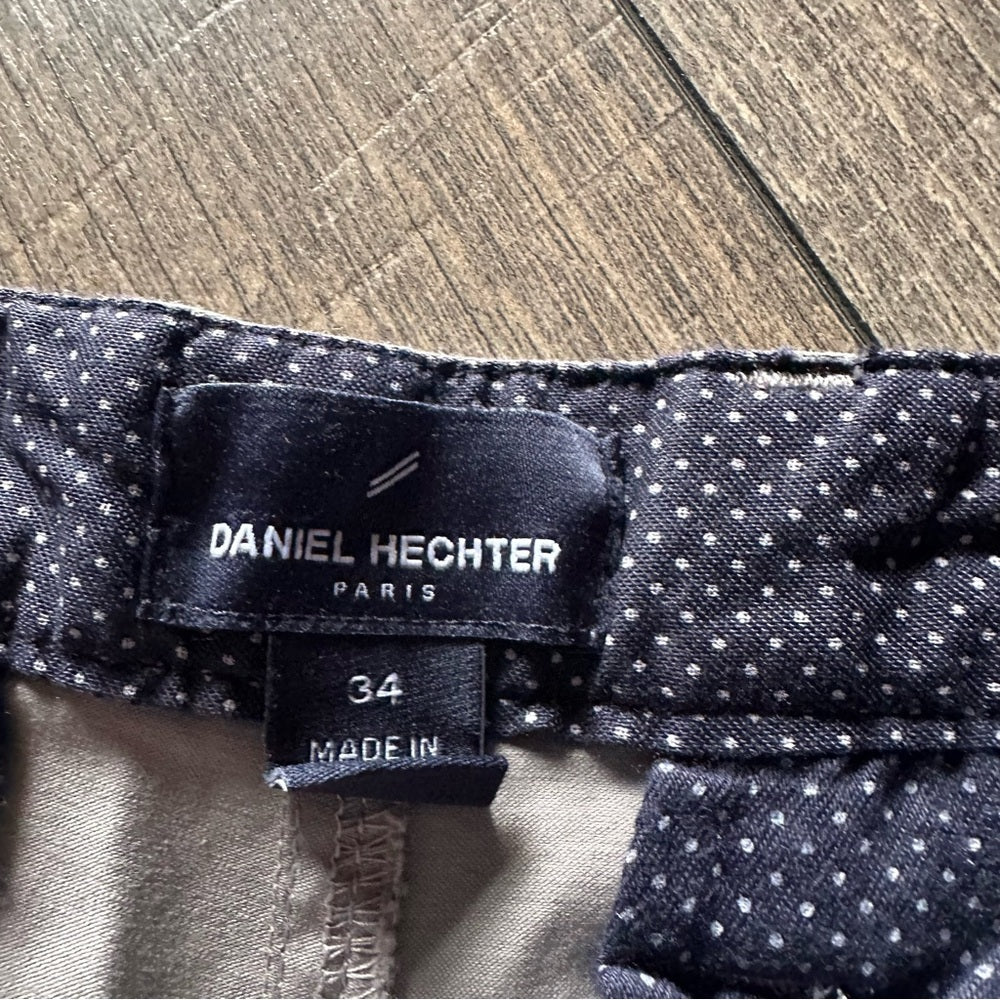 DANIEL HECHTER
PARIS
34
MADE IN